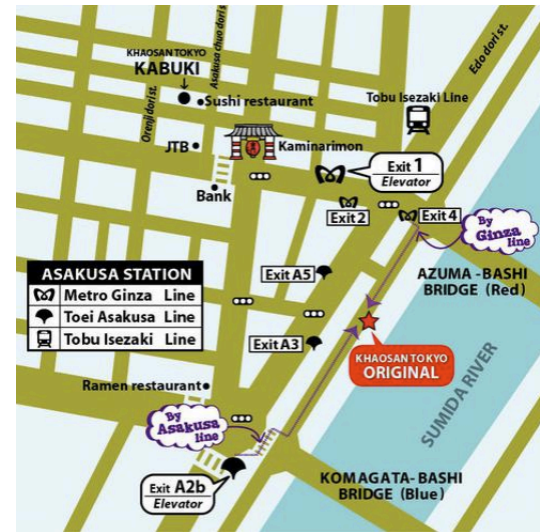 Asakusa chuo dori st.
Edo dori st.
KHAOSAN TOKYO
KABUKI
Sushi restaurant
Orenji dori st.
Tobu Isezaki Line
JTB
Kaminarimon
Exit 1
Elevator
Bank
Exit 2
Exit 4
By
Ginza
line
ASAKUSA STATION
Metro Ginza Line
Toei Asakusa Line
Tobu Isezaki Line
Exit A5
AZUMA-BASHI
BRIDGE (Red)
Exit A3
KHAOSAN TOKYO
ORIGINAL
SUMIDA RIVER
Ramen restaurant
By
Asakusa
line
Exit A2b
Elevator
KOMAGATA-BASHI
BRIDGE (Blue)